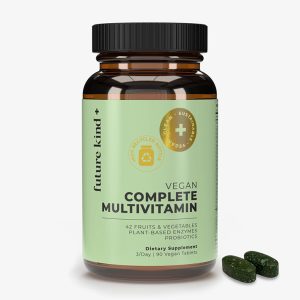 future kind +
VEGAN
COMPLETE
MULTIVITAMIN
42 FRUITS & VEGETABLES
PLANT-BASED ENZYMES
PROBIOTICS
Dietary Supplement
3/Day | 90 Vegan Tablets